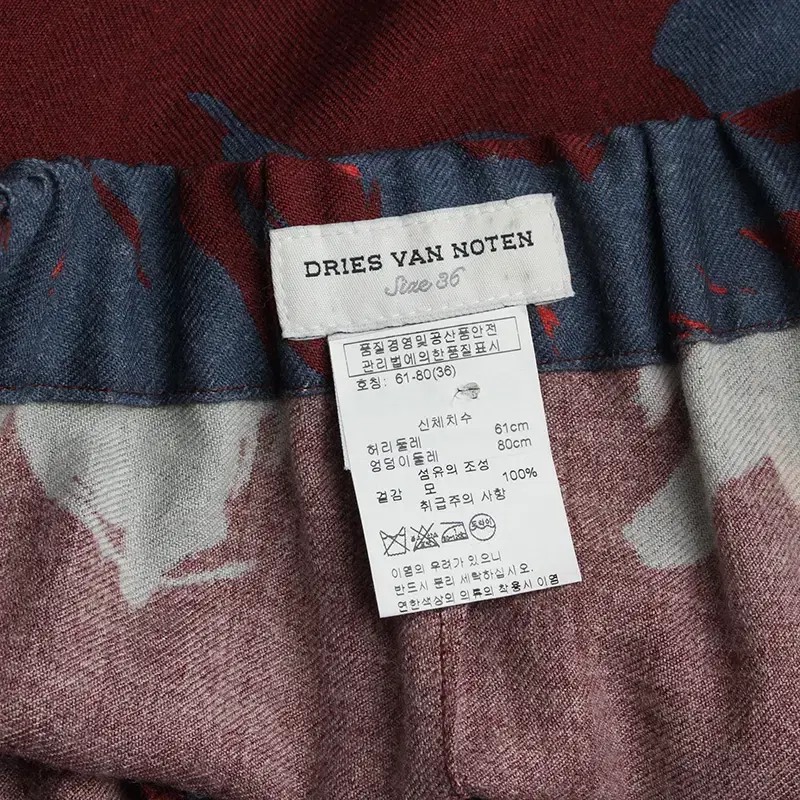 DRIES VAN NOTEN
Size 36
품질경영및공산품안전
관리법에의한품질표시
호칭: 61-80(36)
신체치수
허리둘레 61cm
엉덩이둘레 80cm
섬유의 조성
겉감 모 100%
취급주의 사항
드라이
이염의 우려가 있으니
반드시 분리 세탁하십시오.
연한색상의 의류의 착용시 이염